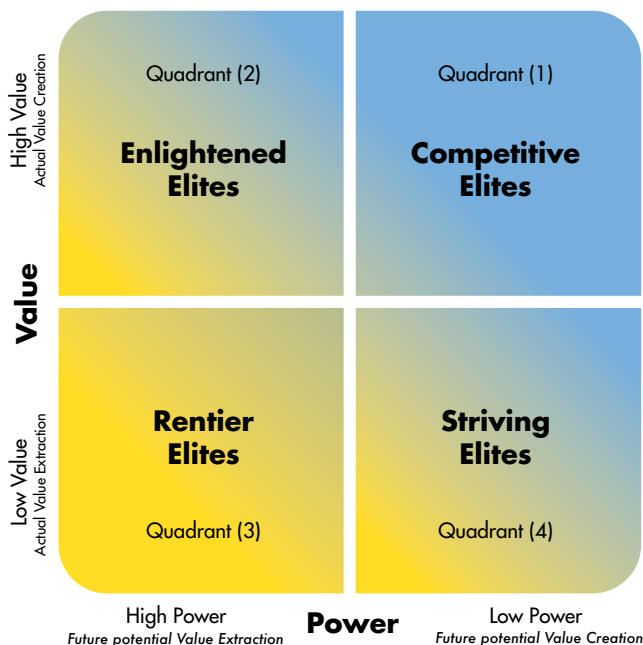 Quadrant (2)
Enlightened
Elites
Quadrant (1)
Competitive
Elites
High Value
Actual Value Creation
Value
Low Value
Actual Value Extraction
Rentier
Elites
Quadrant (3)
Striving
Elites
Quadrant (4)
High Power
Future potential Value Extraction
Power
Low Power
Future potential Value Creation